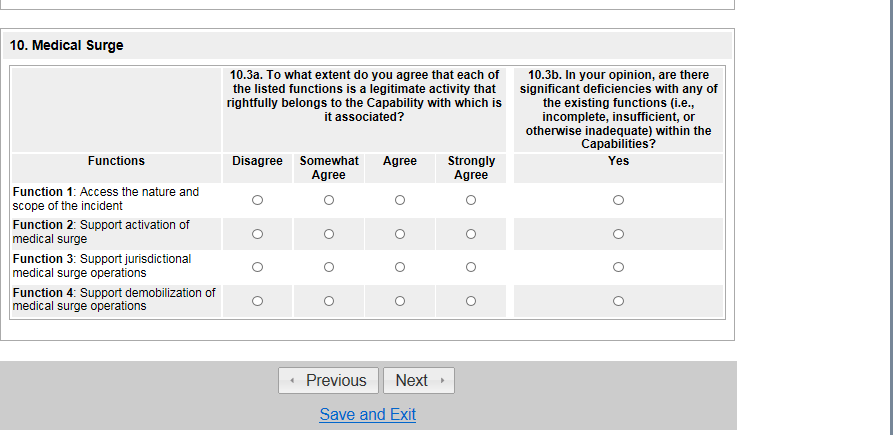 10. Medical Surge
10.3a. To what extent do you agree that each of
the listed functions is a legitimate activity that
rightfully belongs to the Capability with which is
it associated?
10.3b. In your opinion, are there
significant deficiencies with any of
the existing functions (i.e.,
incomplete, insufficient, or
otherwise inadequate) within the
Capabilities?
Functions
Disagree
Somewhat
Agree
Agree
Strongly
Agree
Yes
Function 1: Access the nature and
scope of the incident
Function 2: Support activation of
medical surge
Function 3: Support jurisdictional
medical surge operations
Function 4: Support demobilization of
medical surge operations
Previous
Next
Save and Exit